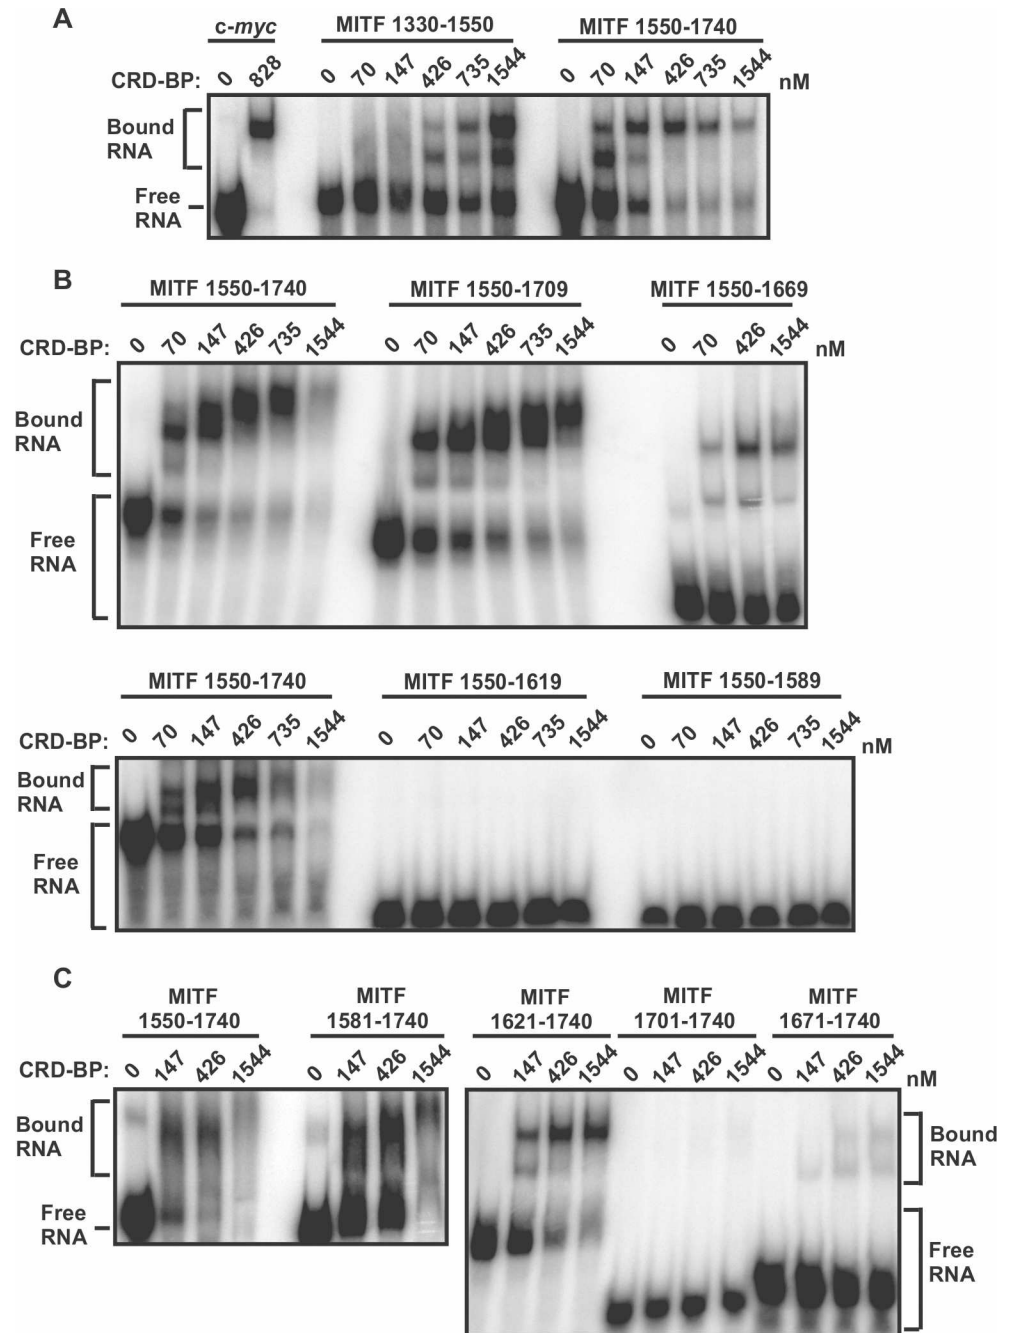 A
c-myc MITF 1330-1550 MITF 1550-1740
CRD-BP: 0 828 0 70 147 426 735 1544 0 70 147 426 735 1544 nM
Bound
RNA
Free
RNA
B
MITF 1550-1740 MITF 1550-1709 MITF 1550-1669
CRD-BP: 0 70 147 426 735 1544 0 70 147 426 735 1544 0 70 426 1544 nM
Bound
RNA
Free
RNA
MITF 1550-1740 MITF 1550-1619 MITF 1550-1589
CRD-BP: 0 70 147 426 735 1544 0 70 147 426 735 1544 0 70 147 426 735 1544 nM
Bound
RNA
Free
RNA
C
MITF MITF MITF MITF MITF
1550-1740 1581-1740 1621-1740 1701-1740 1671-1740
CRD-BP: 0 147 426 1544 0 147 426 1544 0 147 426 1544 0 147 426 1544 0 147 426 1544 nM
Bound
RNA
Bound
RNA
Free
RNA
Free
RNA